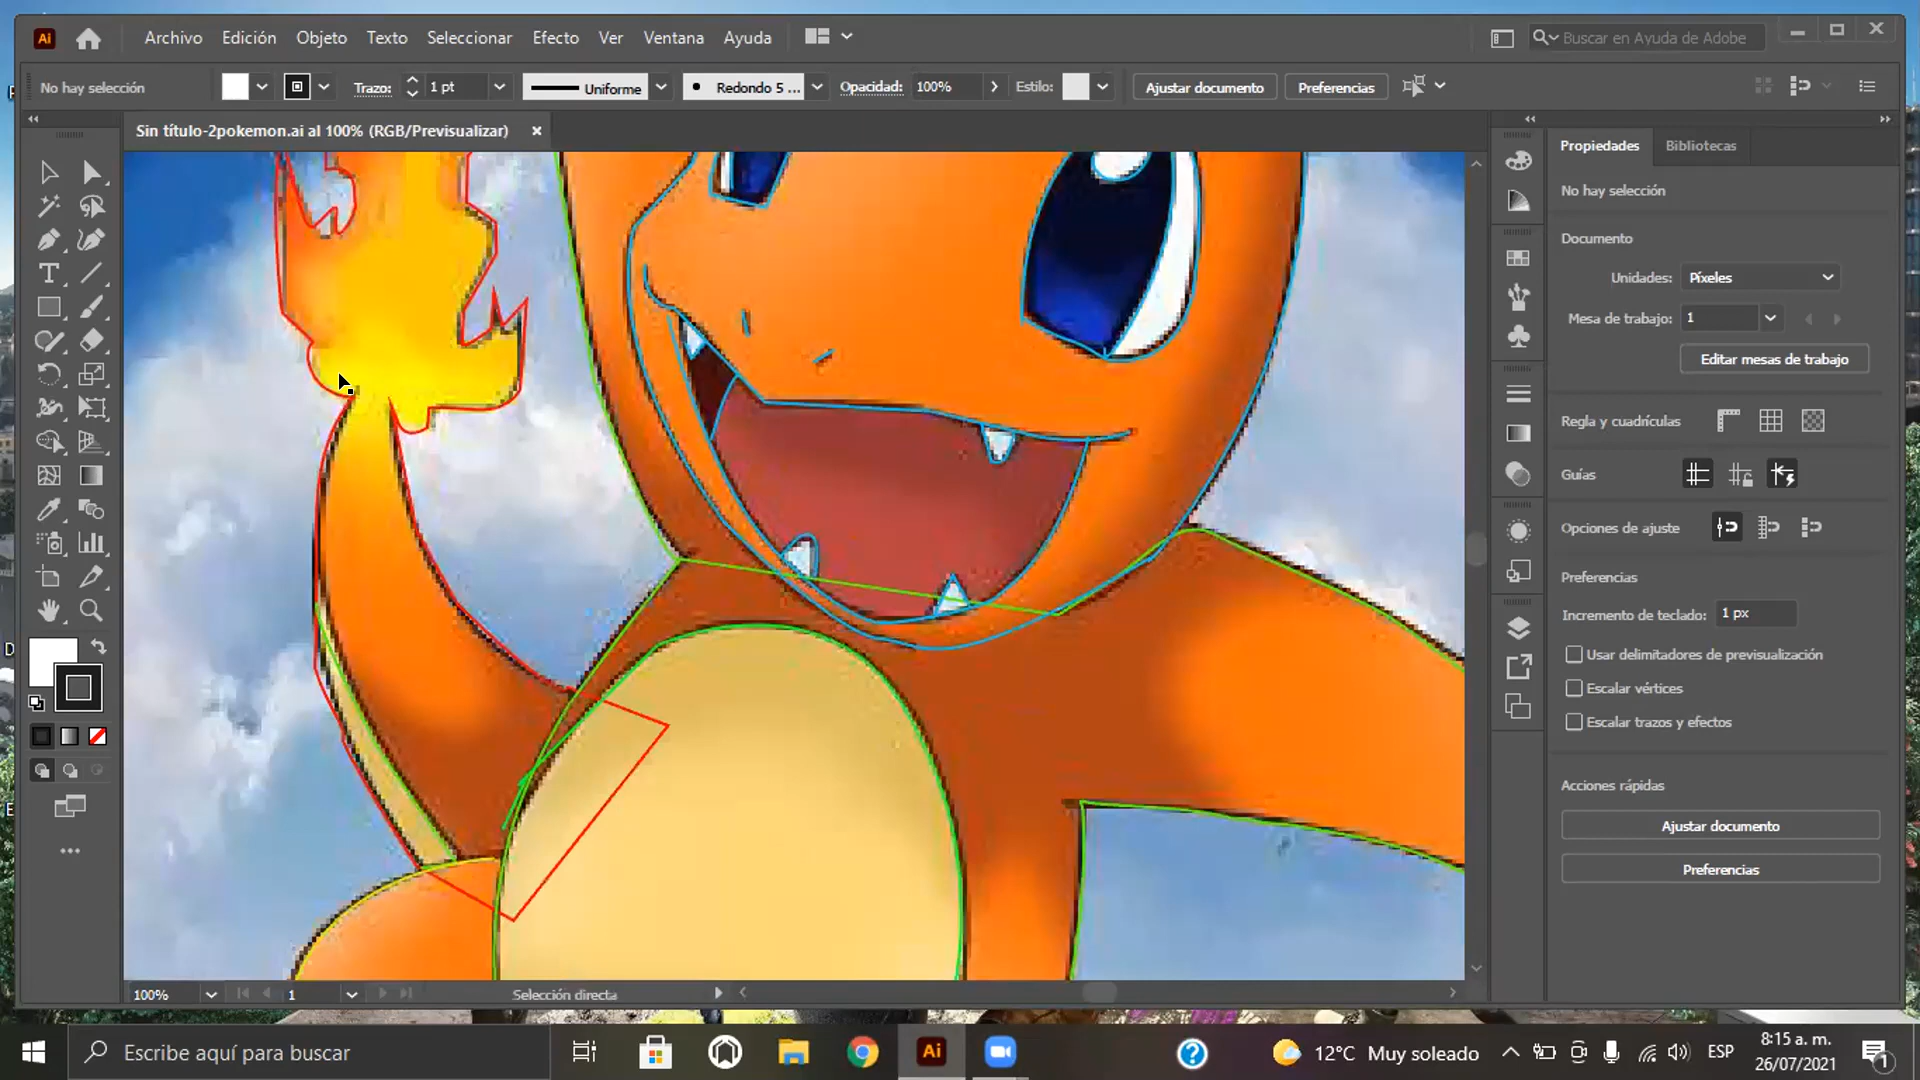 Ai Archivo Edición Objeto Texto Seleccionar Efecto Ver Ventana Ayuda Buscar en Ayuda de Adobe
No hay selección Trazo: 1 pt Uniforme Redondo 5 ... Opacidad: 100% Estilo: Ajustar documento Preferencias
Sin título-2pokemon.ai al 100% (RGB/Previsualizar)
Propiedades Bibliotecas
No hay selección
Documento
Unidades: Píxeles
Mesa de trabajo: 1
Editar mesas de trabajo
Regla y cuadrículas
Guías
Opciones de ajuste
Preferencias
Incremento de teclado: 1 px
Usar delimitadores de previsualización
Escalar vértices
Escalar trazos y efectos
Acciones rápidas
Ajustar documento
Preferencias
100% 1 Selección directa
Escribe aquí para buscar Ai 12°C Muy soleado ESP 8:15 a. m.
26/07/2021 1